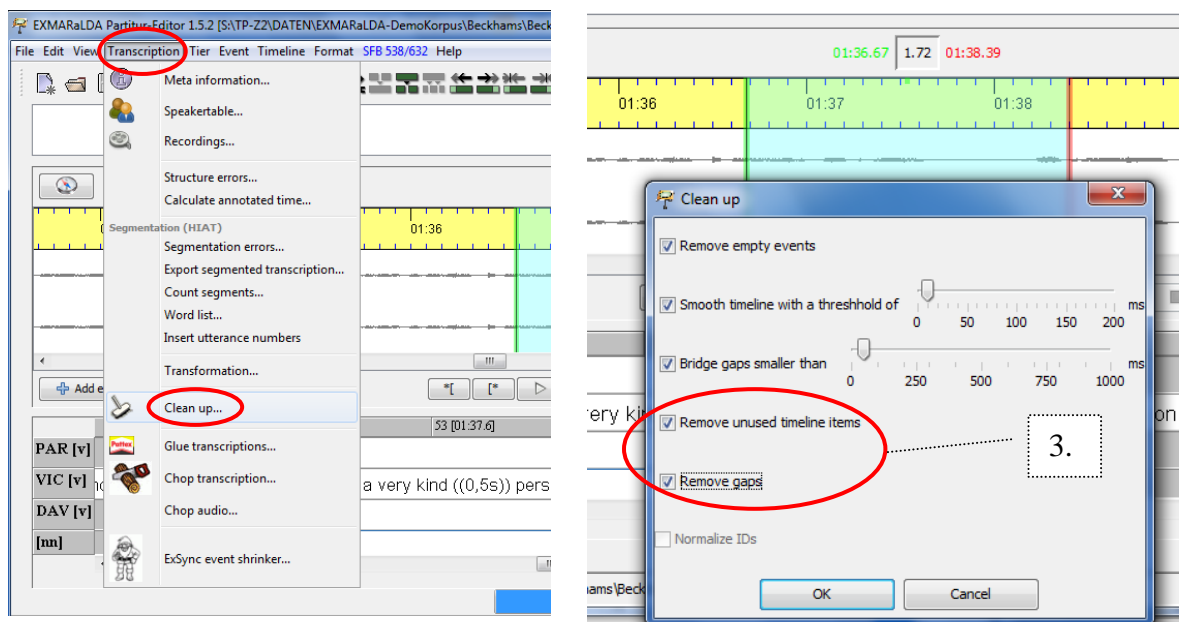 EXMARaLDA Partitur-Editor 1.5.2 [S:\TP-Z2\DATEN\EXMARaLDA-DemoKorpus\Beckhams\Beck
File Edit View Transcription Tier Event Timeline Format SFB 538/632 Help
Meta information...
Speakertable...
Recordings...
Structure errors...
Calculate annotated time...
Segmentation (HIAT)
Segmentation errors...
Export segmented transcription...
Count segments...
Word list...
Insert utterance numbers
Transformation...
Clean up...
Glue transcriptions...
Chop transcription...
Chop audio...
ExSync event shrinker...
01:36
Add e
*[ [*
53 [01:37.6]
PAR [v]
VIC [v] a very kind ((0,5s)) pers
DAV [v]
[nn]
Pattex
01:36.67 1.72 01:38.39
01:36 01:37 01:38
Clean up
Remove empty events
Smooth timeline with a threshhold of ms
0 50 100 150 200
Bridge gaps smaller than ms
0 250 500 750 1000
ery ki on
Remove unused timeline items
3.
Remove gaps
Normalize IDs
ams\Beck
OK Cancel